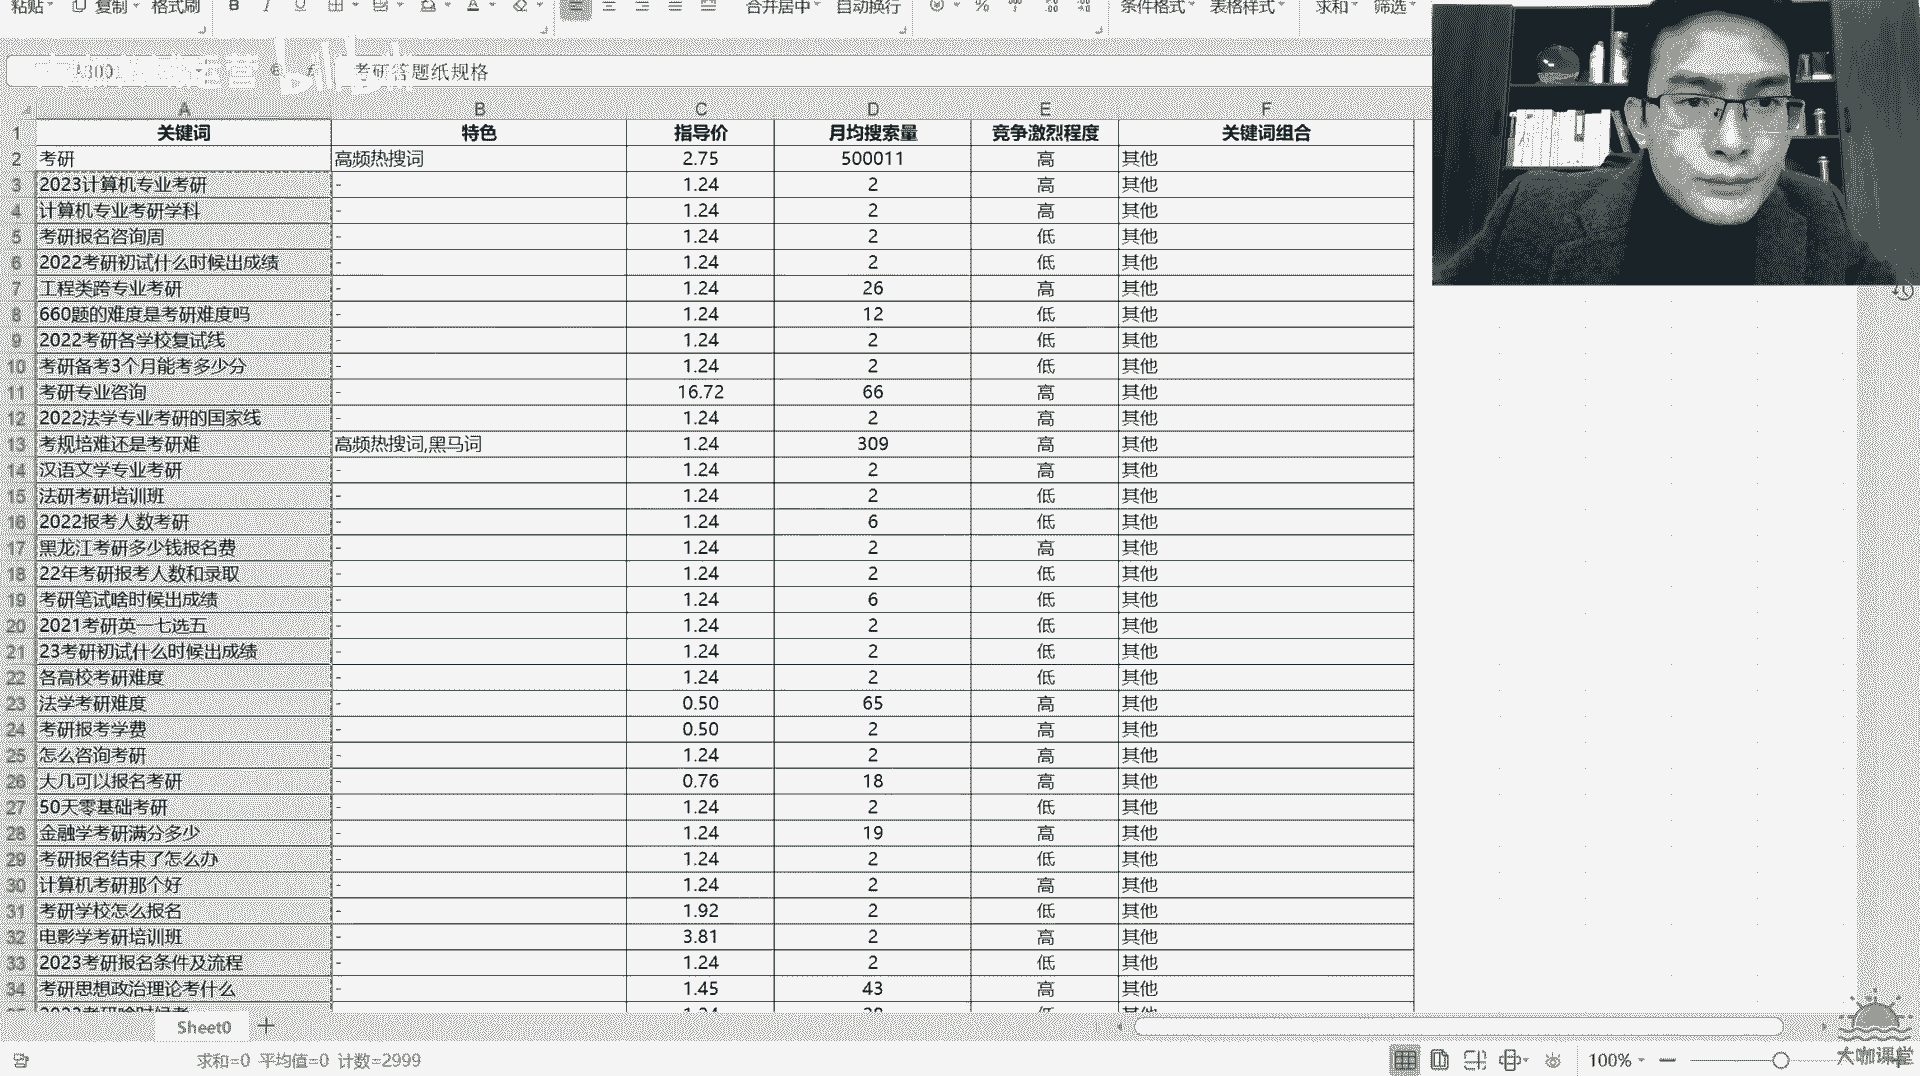 粘贴 复制 格式刷 B I U A 合并居中 自动换行 ¥ % 条件格式 表格样式 求和 筛选
bilibili
考研答题纸规格
A B C D E F
1 关键词 特色 指导价 月均搜索量 竞争激烈程度 关键词组合
2 考研 高频热搜词 2.75 500011 高 其他
3 2023计算机专业考研 - 1.24 2 高 其他
4 计算机专业考研学科 - 1.24 2 高 其他
5 考研报名咨询周 - 1.24 2 低 其他
6 2022考研初试什么时候出成绩 - 1.24 2 低 其他
7 工程类跨专业考研 - 1.24 26 高 其他
8 660题的难度是考研难度吗 - 1.24 12 低 其他
9 2022考研各学校复试线 - 1.24 2 低 其他
10 考研备考3个月能考多少分 - 1.24 2 低 其他
11 考研专业咨询 - 16.72 66 高 其他
12 2022法学专业考研的国家线 - 1.24 2 高 其他
13 考规培难还是考研难 高频热搜词,黑马词 1.24 309 高 其他
14 汉语文学专业考研 - 1.24 2 高 其他
15 法研考研培训班 - 1.24 2 低 其他
16 2022报考人数考研 - 1.24 6 低 其他
17 黑龙江考研多少钱报名费 - 1.24 2 高 其他
18 22年考研报考人数和录取 - 1.24 2 低 其他
19 考研笔试啥时候出成绩 - 1.24 6 低 其他
20 2021考研英一七选五 - 1.24 2 低 其他
21 23考研初试什么时候出成绩 - 1.24 2 低 其他
22 各高校考研难度 - 1.24 2 低 其他
23 法学考研难度 - 0.50 65 高 其他
24 考研报考学费 - 0.50 2 高 其他
25 怎么咨询考研 - 1.24 2 高 其他
26 大几可以报名考研 - 0.76 18 高 其他
27 50天零基础考研 - 1.24 2 低 其他
28 金融学考研满分多少 - 1.24 19 高 其他
29 考研报名结束了怎么办 - 1.24 2 低 其他
30 计算机考研那个好 - 1.24 2 高 其他
31 考研学校怎么报名 - 1.92 2 低 其他
32 电影学考研培训班 - 3.81 2 高 其他
33 2023考研报名条件及流程 - 1.24 2 低 其他
34 考研思想政治理论考什么 - 1.45 43 高 其他
Sheet0 +
求和=0 平均值=0 计数=2999 100%
大咖课堂